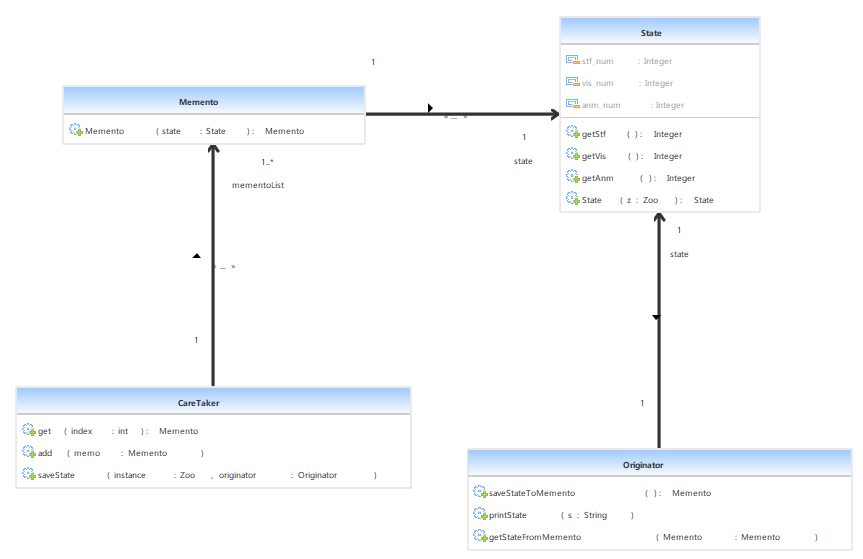 State
stf_num : Integer
vis_num : Integer
anm_num : Integer
getStf ( ) : Integer
getVis ( ) : Integer
getAnm ( ) : Integer
State ( z : Zoo ) : State
1
Memento
Memento ( state : State ) : Memento
« _ »
1
state
1..*
mementoList
« _ »
1
1
state
1
CareTaker
get ( index : int ) : Memento
add ( memo : Memento )
saveState ( instance : Zoo , originator : Originator )
Originator
saveStateToMemento ( ) : Memento
printState ( s : String )
getStateFromMemento ( Memento : Memento )